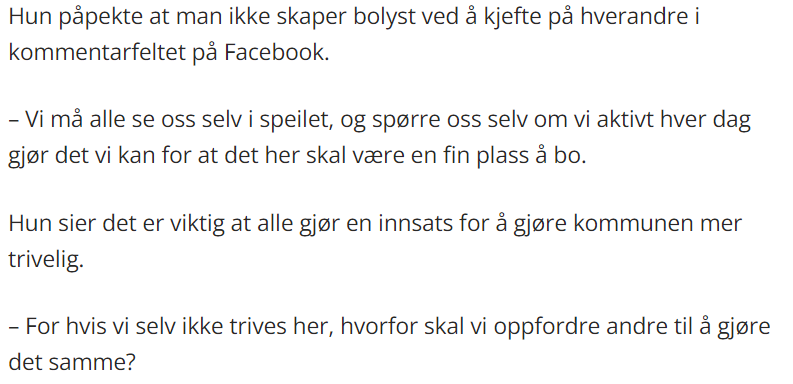 Hun påpekte at man ikke skaper bolyst ved å kjefte på hverandre i
kommentarfeltet på Facebook.
– Vi må alle se oss selv i speilet, og spørre oss selv om vi aktivt hver dag
gjør det vi kan for at det her skal være en fin plass å bo.
Hun sier det er viktig at alle gjør en innsats for å gjøre kommunen mer
trivelig.
– For hvis vi selv ikke trives her, hvorfor skal vi oppfordre andre til å gjøre
det samme?